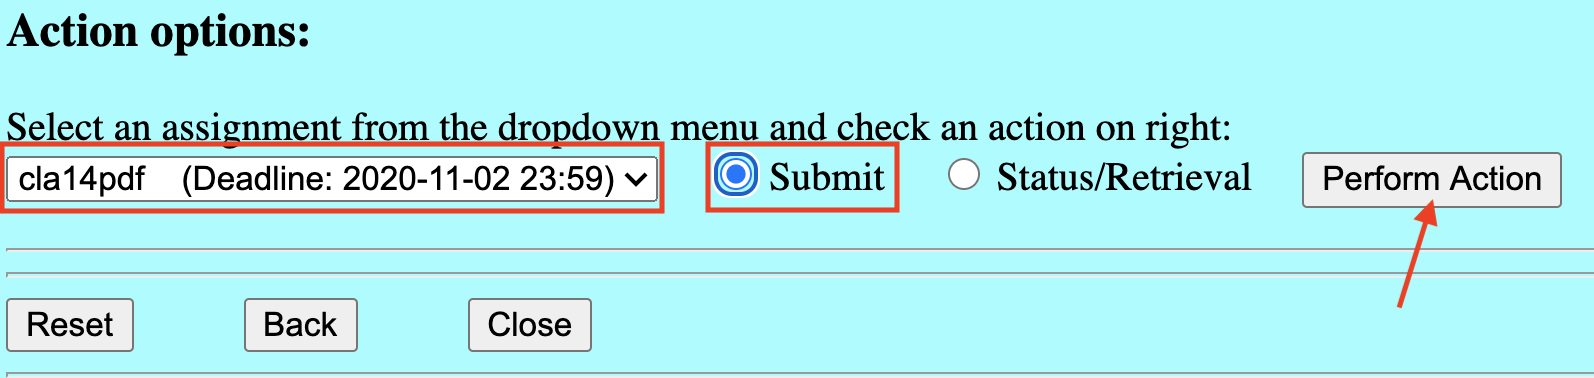 Action options:
Select an assignment from the dropdown menu and check an action on right:
cla14pdf (Deadline: 2020-11-02 23:59) Submit Status/Retrieval Perform Action
Reset Back Close